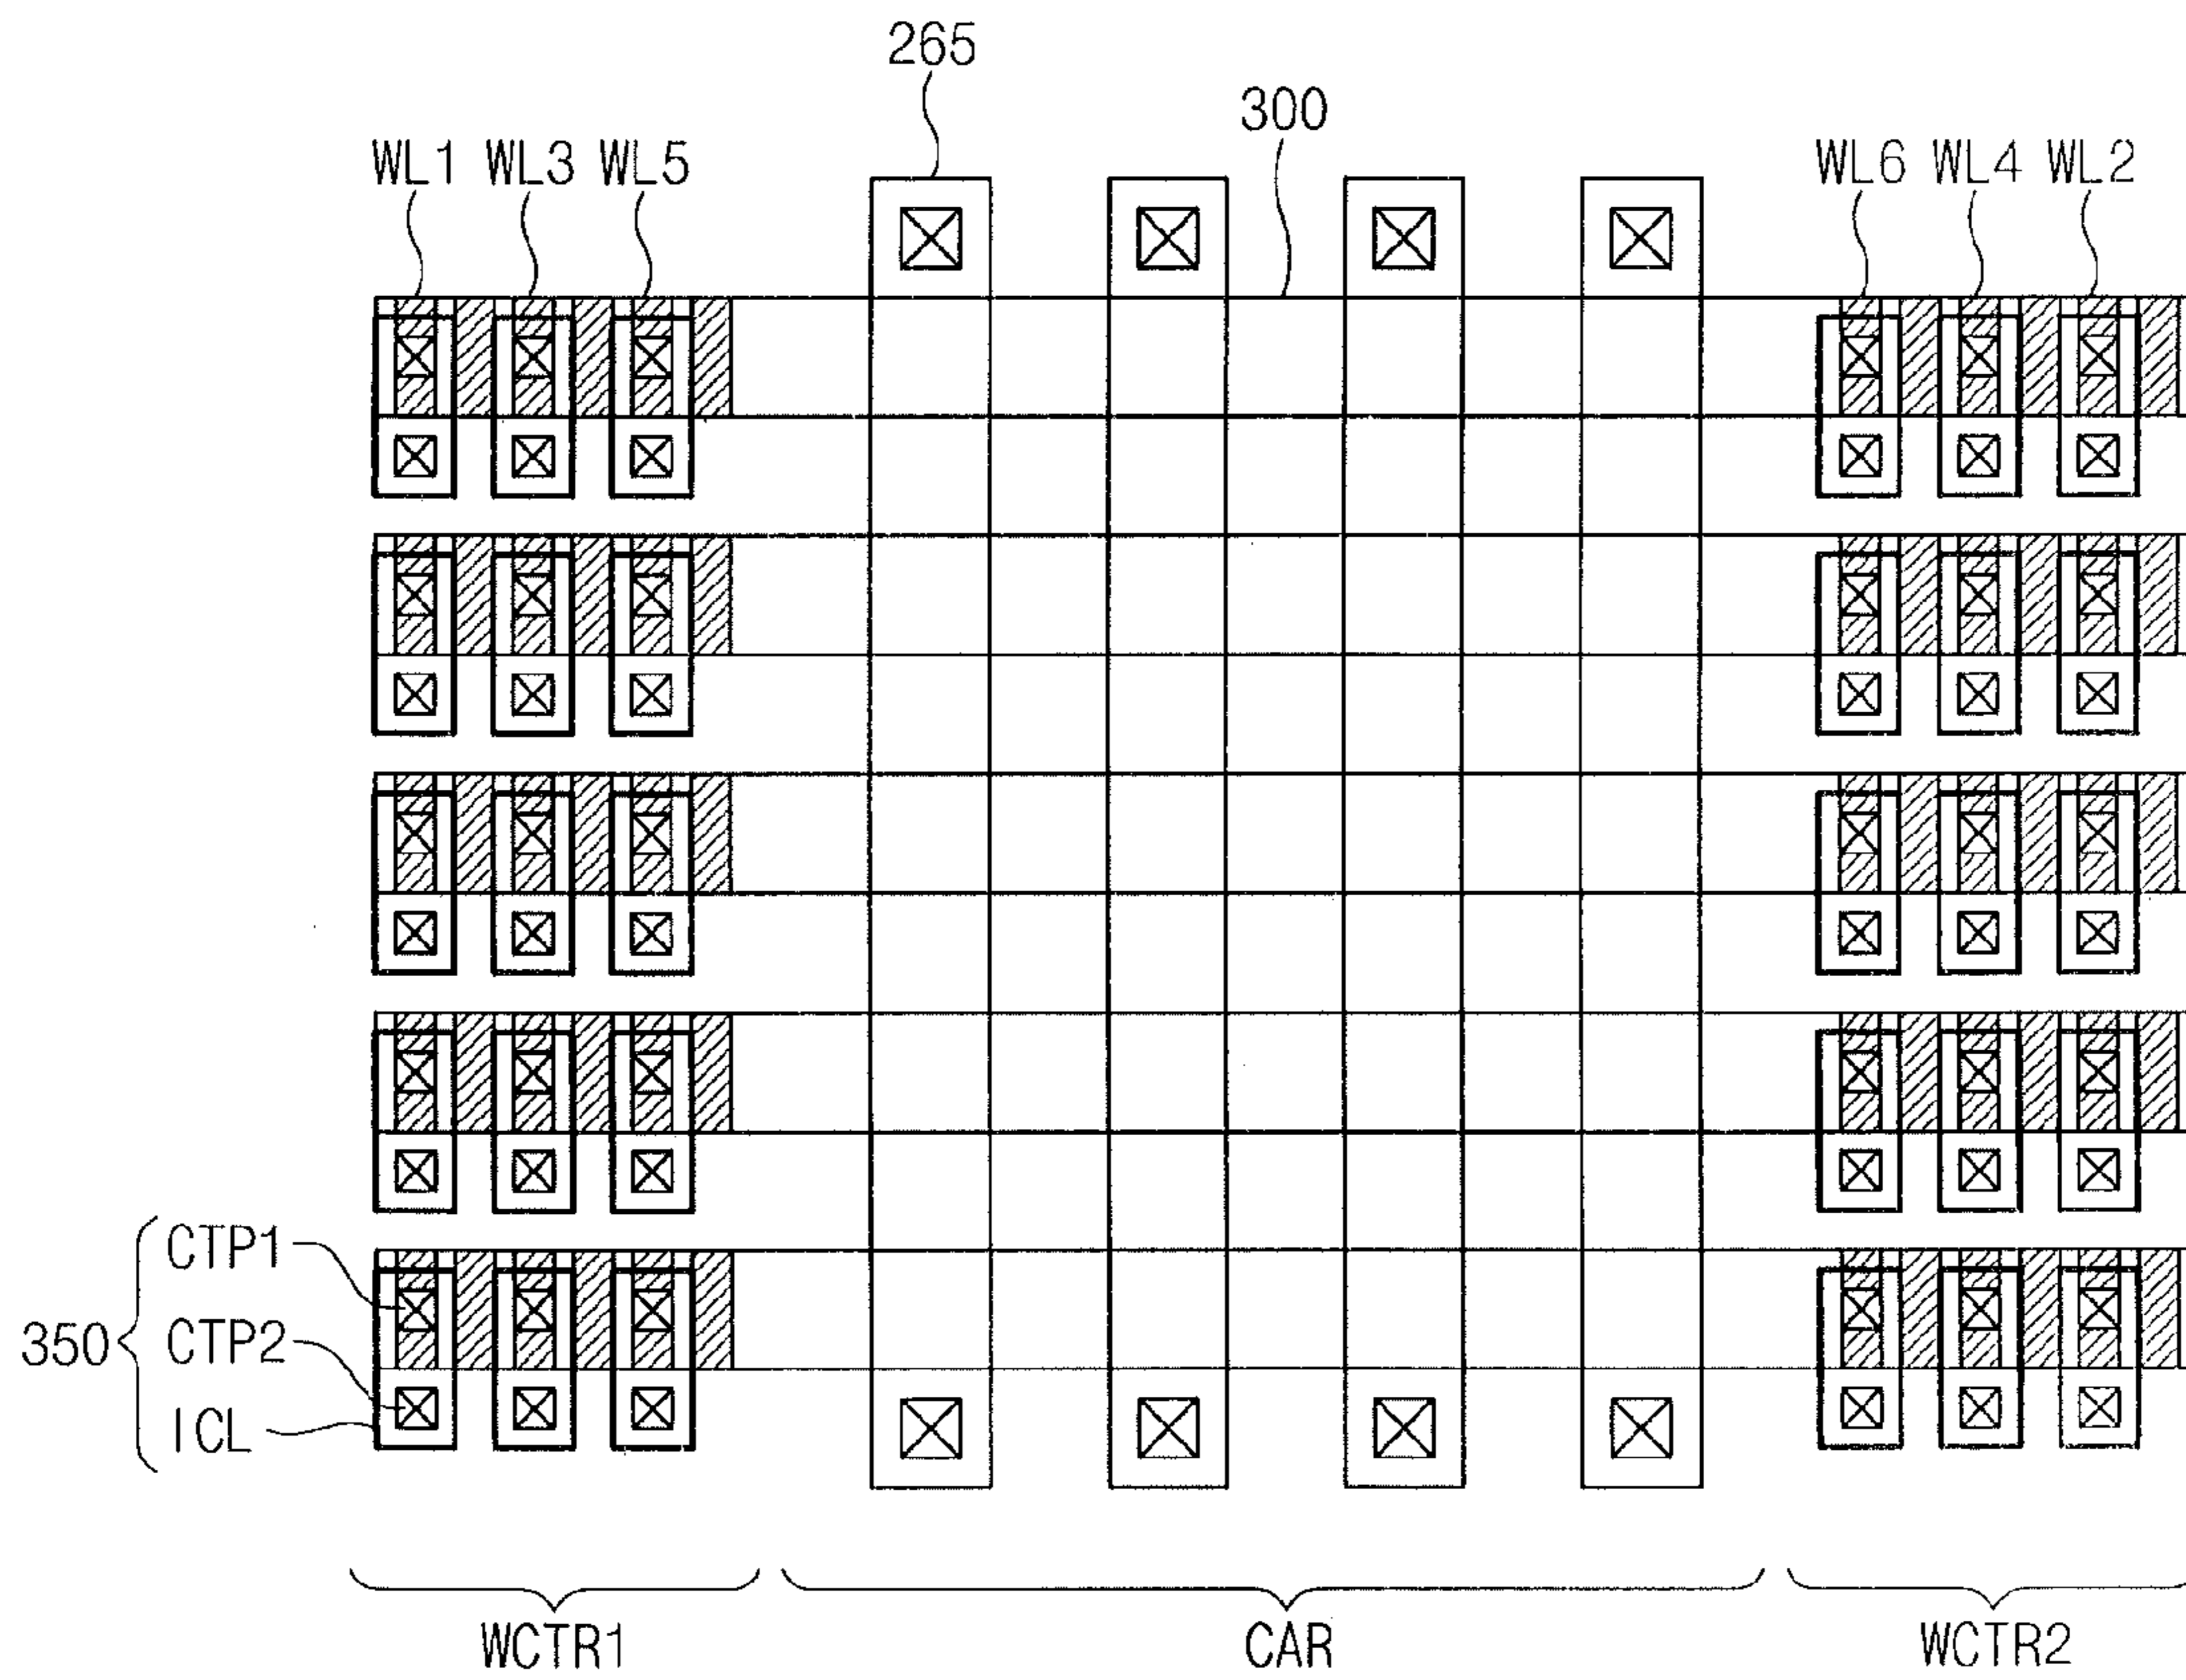 265
300
WL1 WL3 WL5
WL6 WL4 WL2
CTP1
350 CTP2
ICL
WCTR1 CAR WCTR2